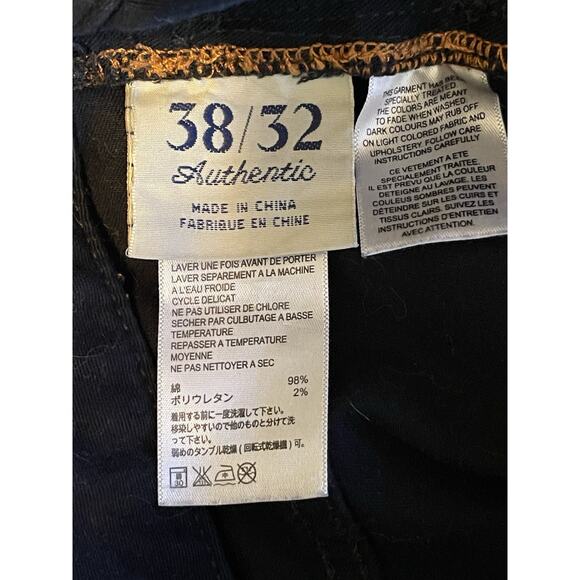 38/32
Authentic
MADE IN CHINA
FABRIQUE EN CHINE
THIS GARMENT HAS BEEN
SPECIALLY TREATED
THE COLORS ARE MEANT
TO FADE WHEN WASHED
DARK COLOURS MAY RUB OFF
ON LIGHT COLORED FABRIC AND
UPHOLSTERY. FOLLOW CARE
INSTRUCTIONS CAREFULLY
CE VETEMENT A ETE
SPECIALEMENT TRAITEE.
IL EST PREVU QUE LA COULEUR
DETEIGNE AU LAVAGE. LES
COULEUR SOMBRES PEUVENT
DÉTEINDRE SUR LES CUIRS ET
TISSUS CLAIRS. SUIVEZ LES
INSTRUCTIONS D'ENTRETIEN
AVEC ATTENTION.
LAVER UNE FOIS AVANT DE PORTER
LAVER SEPAREMENT A LA MACHINE
A L'EAU FROIDE
CYCLE DELICAT
NE PAS UTILISER DE CHLORE
SECHER PAR CULBUTAGE A BASSE
TEMPERATURE
REPASSER A TEMPERATURE
MOYENNE
NE PAS NETTOYER A SEC
綿 98%
ポリウレタン 2%
着用する前に一度洗濯して下さい。
移染しやすいので他のものと分けて洗
って下さい。
弱めのタンブル乾燥(回転式乾燥機)可。